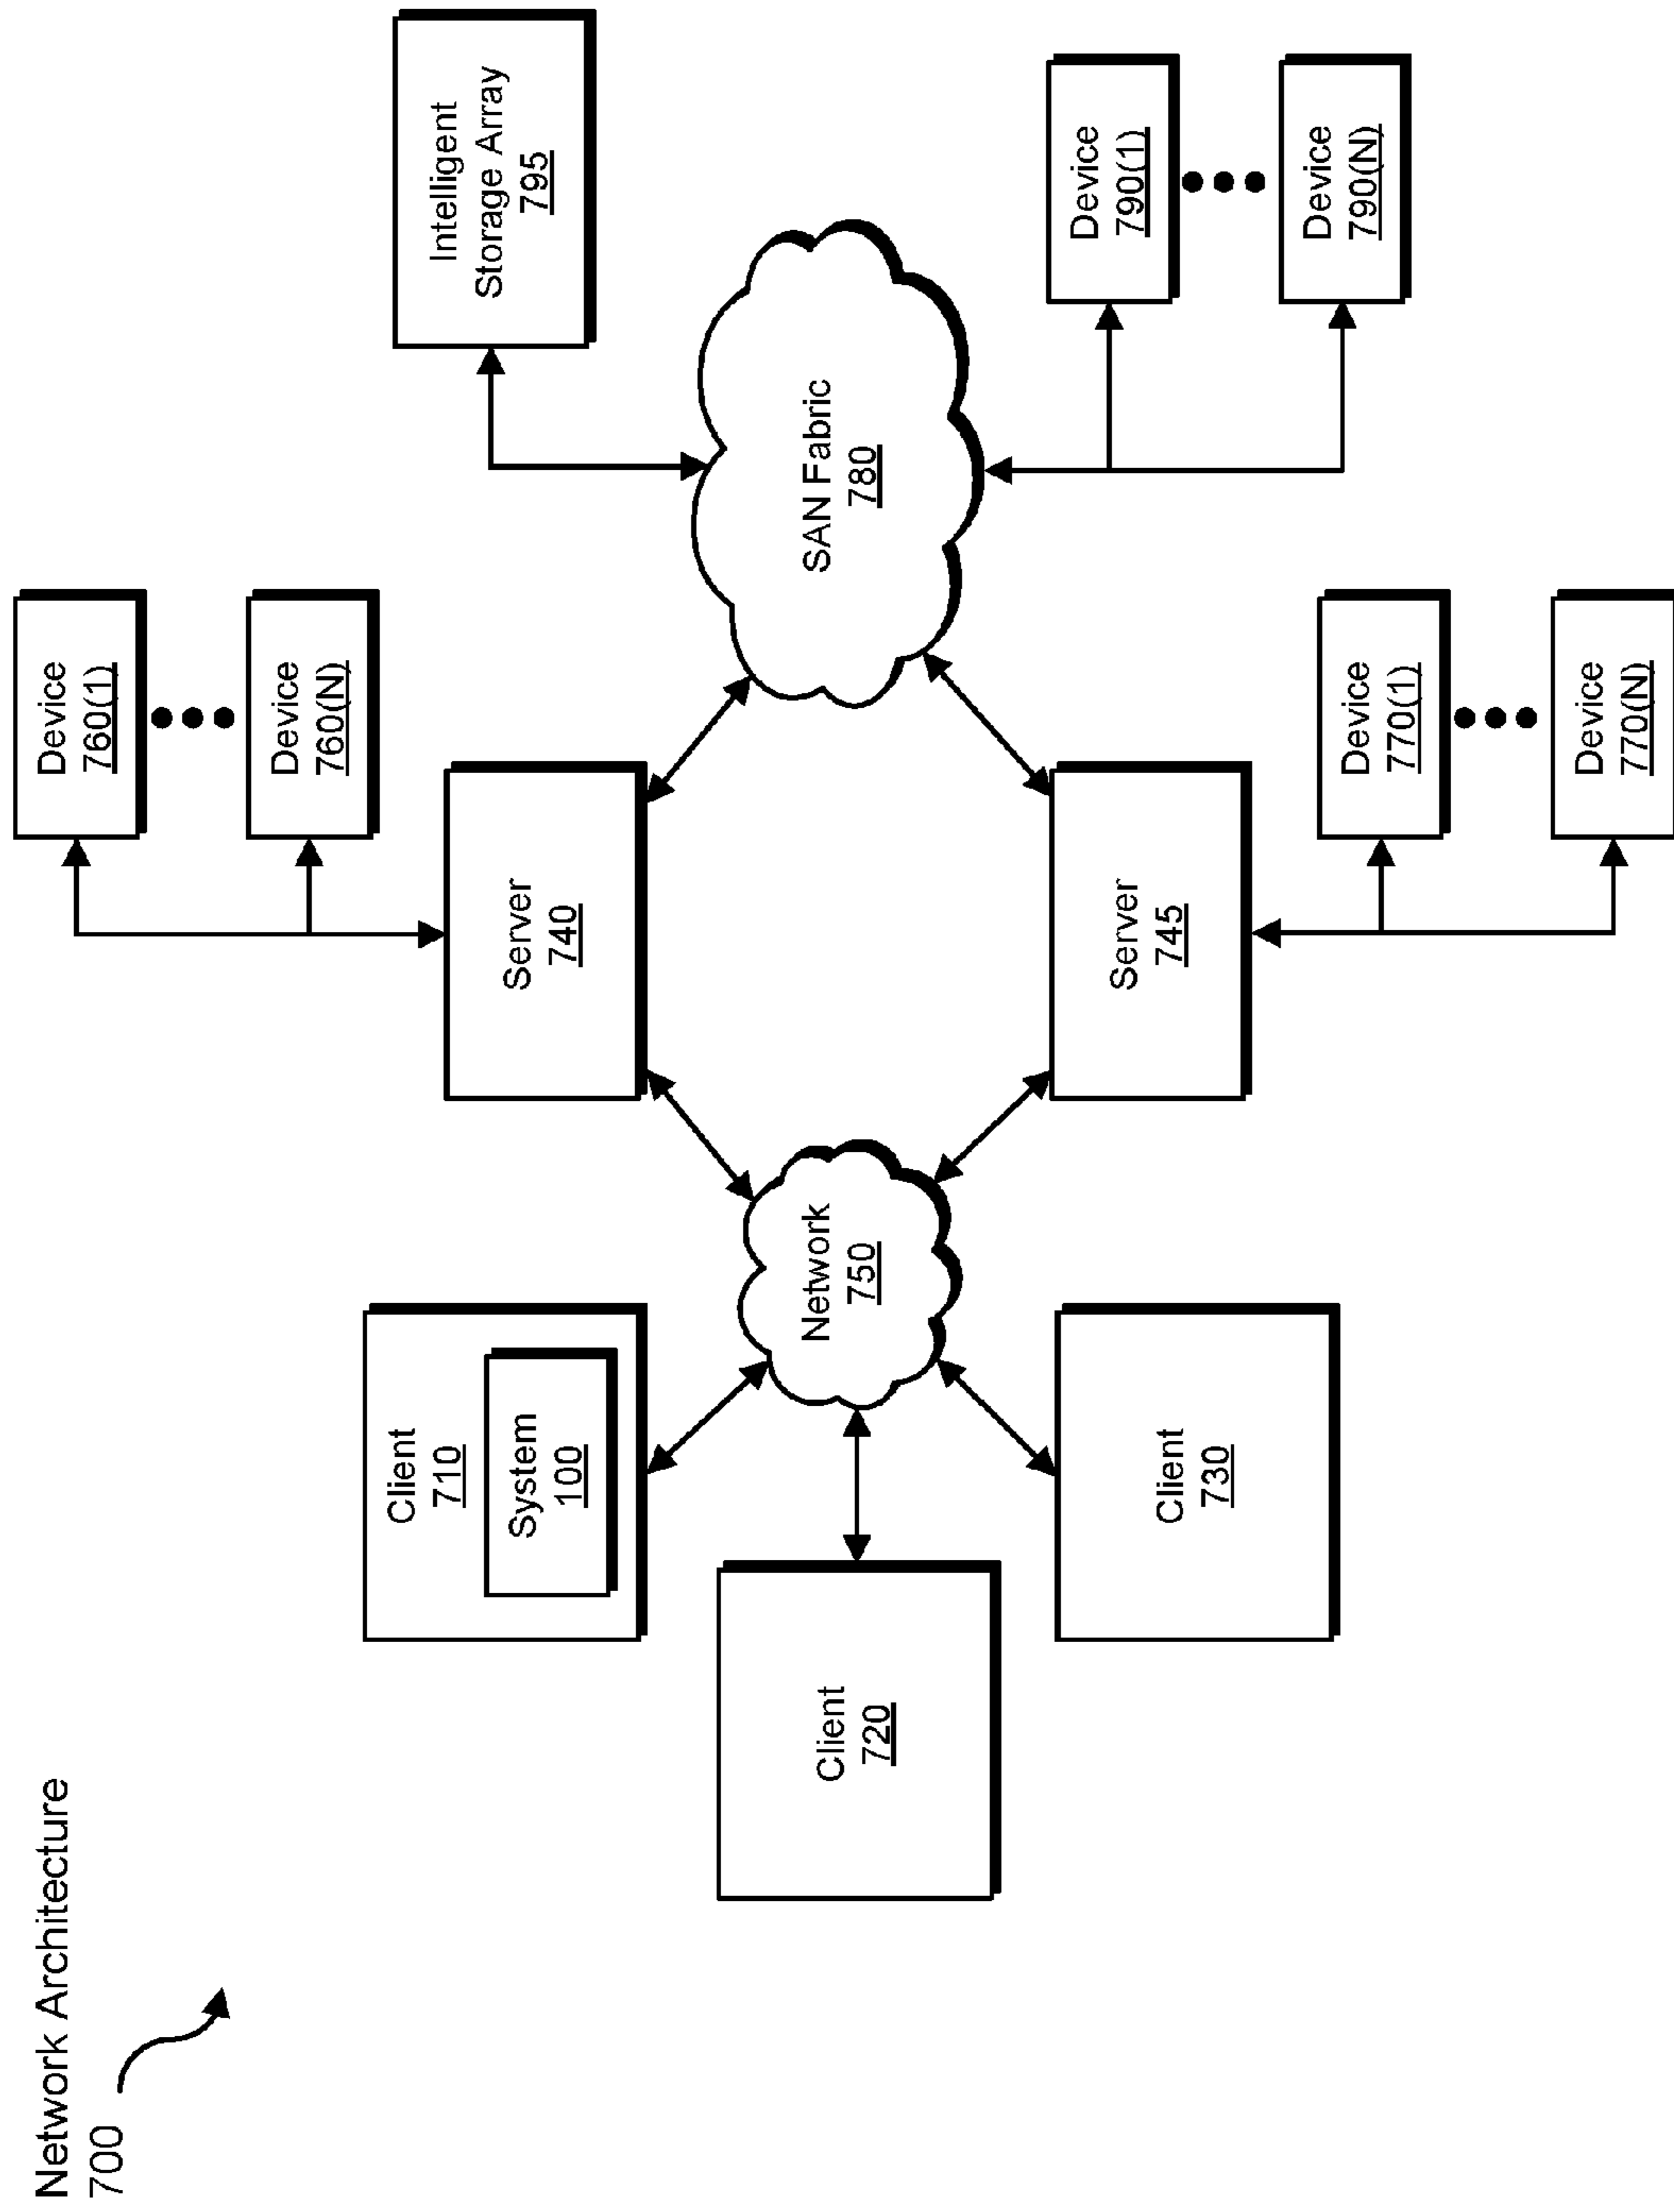 Network Architecture
700
Client
710
System
100
Client
720
Client
730
Network
750
Server
740
Server
745
Device
760(1)
Device
760(N)
Device
770(1)
Device
770(N)
SAN Fabric
780
Intelligent
Storage Array
795
Device
790(1)
Device
790(N)